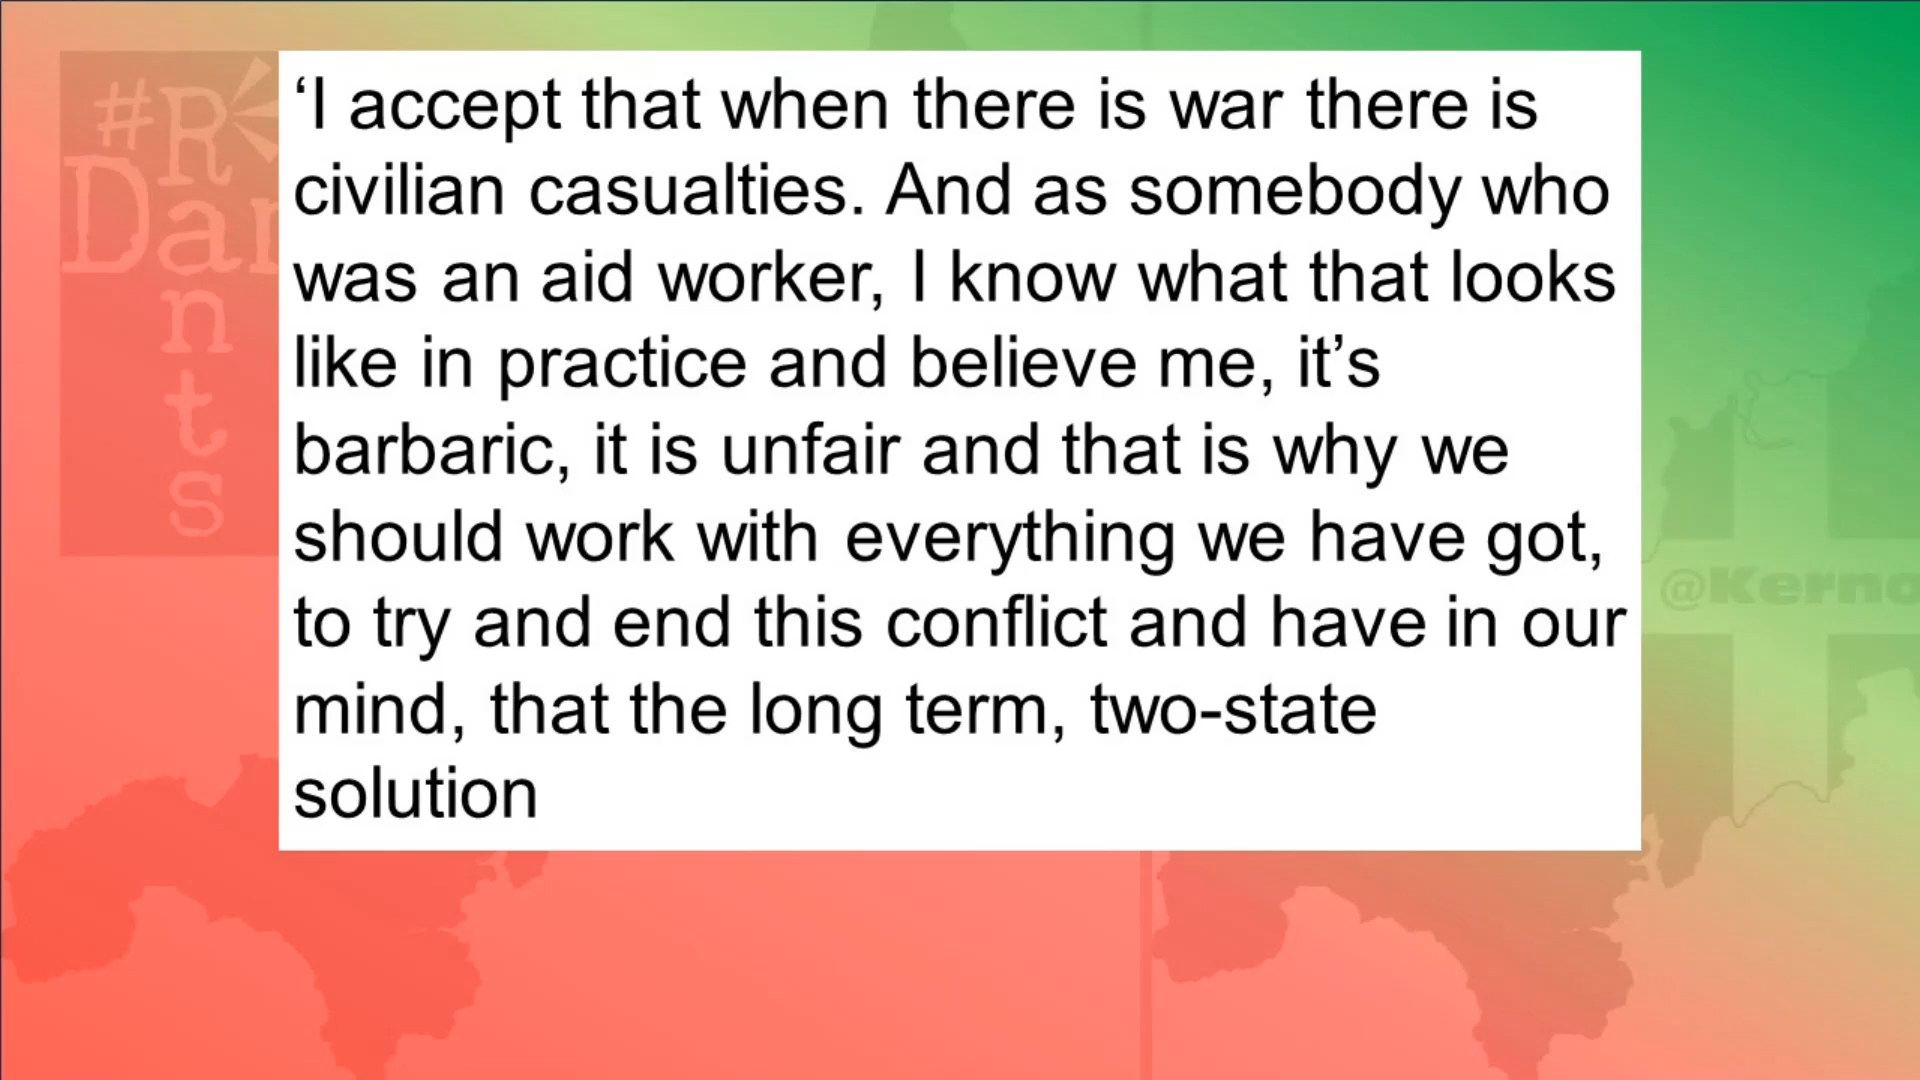 #R
Dar
n
t
s
‘I accept that when there is war there is
civilian casualties. And as somebody who
was an aid worker, I know what that looks
like in practice and believe me, it’s
barbaric, it is unfair and that is why we
should work with everything we have got,
to try and end this conflict and have in our
mind, that the long term, two-state
solution
@Kerno